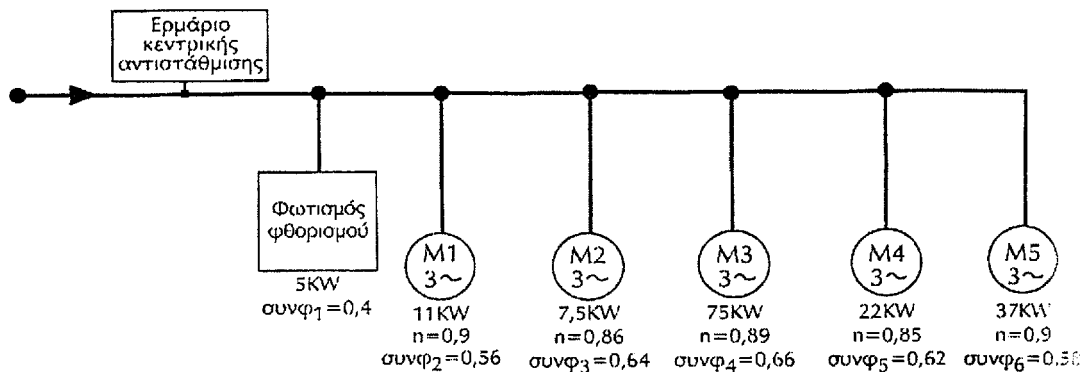 Ερμάριο
κεντρικής
αντιστάθμισης
Φωτισμός
φθορισμού
5KW
συνφ1=0,4
M1
3~
11KW
n=0,9
συνφ2=0,56
M2
3~
7,5KW
n=0,86
συνφ3=0,64
M3
3~
75KW
n=0,89
συνφ4=0,66
M4
3~
22KW
n=0,85
συνφ5=0,62
M5
3~
37KW
n=0,9